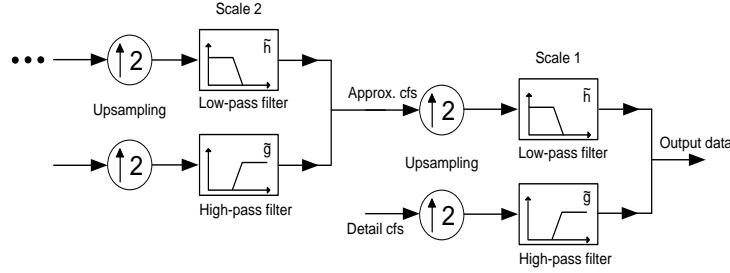 Scale 2
••• ↑2 h̃
Upsampling Low-pass filter
↑2 g̃
High-pass filter
Approx. cfs
Scale 1
↑2 h̃
Upsampling Low-pass filter
Output data
↑2 g̃
Detail cfs
High-pass filter